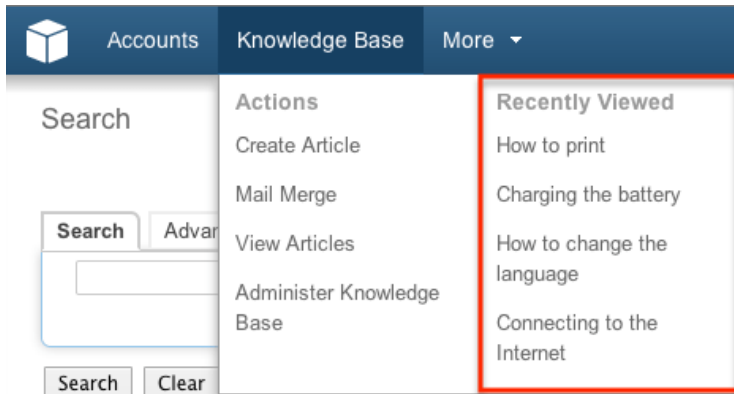 Accounts
Knowledge Base
More
Search
Search
Advar
Search
Clear
Actions
Create Article
Mail Merge
View Articles
Administer Knowledge
Base
Recently Viewed
How to print
Charging the battery
How to change the
language
Connecting to the
Internet